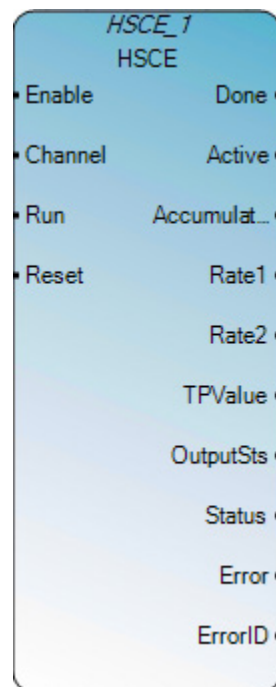 HSCE_1
HSCE
Enable Done
Channel Active
Run Accumulat...
Reset Rate1
Rate2
TPValue
OutputSts
Status
Error
ErrorID